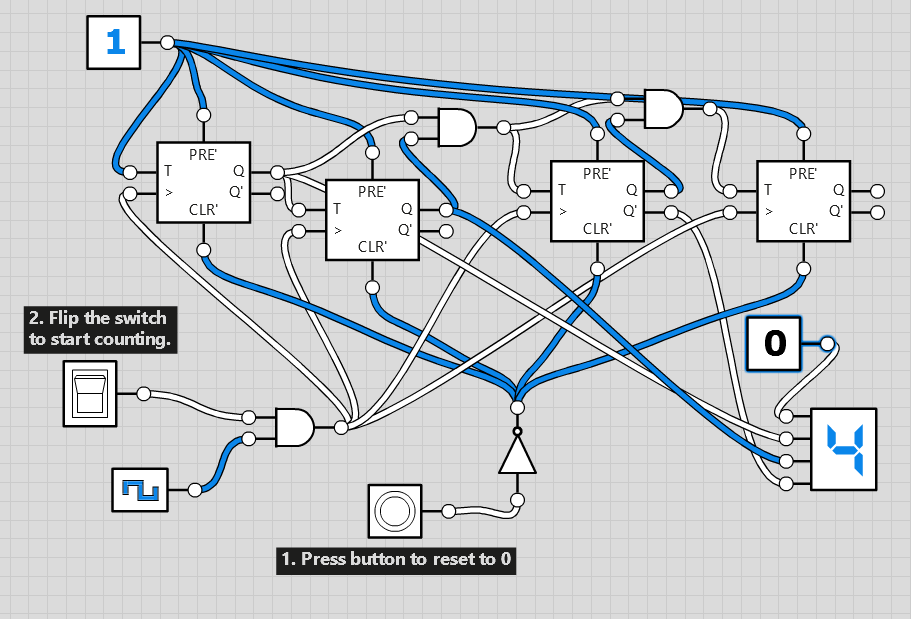 1
PRE'
T Q
> Q'
CLR'
PRE'
T Q
> Q'
CLR'
PRE'
T Q
> Q'
CLR'
PRE'
T Q
> Q'
CLR'
2. Flip the switch
to start counting.
0
4
1. Press button to reset to 0